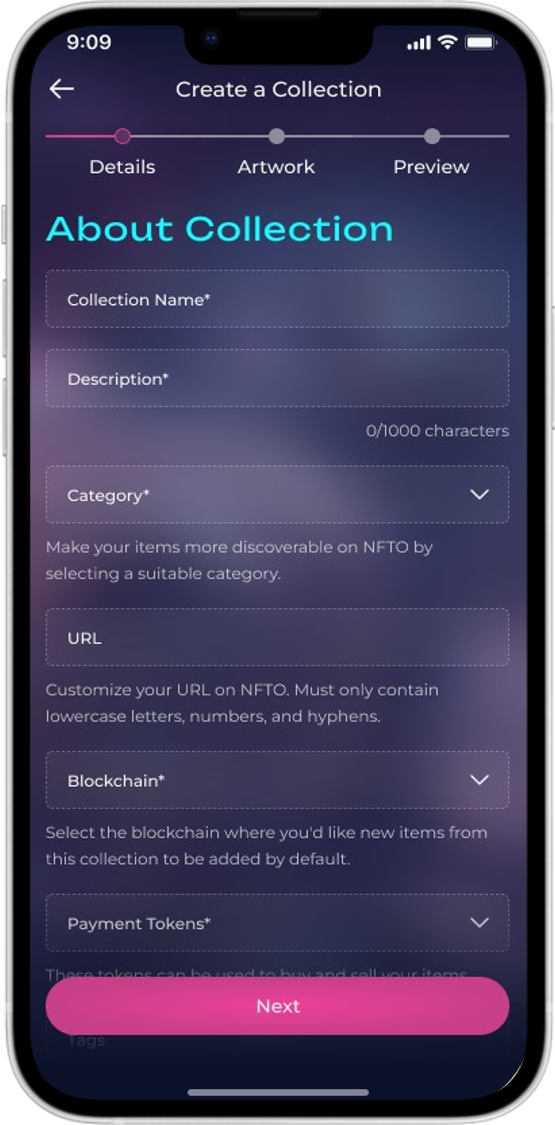 9:09
Create a Collection
Details
Artwork
Preview
About Collection
Collection Name*
Description*
0/1000 characters
Category*
Make your items more discoverable on NFTO by
selecting a suitable category.
URL
Customize your URL on NFTO. Must only contain
lowercase letters, numbers, and hyphens.
Blockchain*
Select the blockchain where you'd like new items from
this collection to be added by default.
Payment Tokens*
These tokens can be used to buy and sell your items
Next
Tags